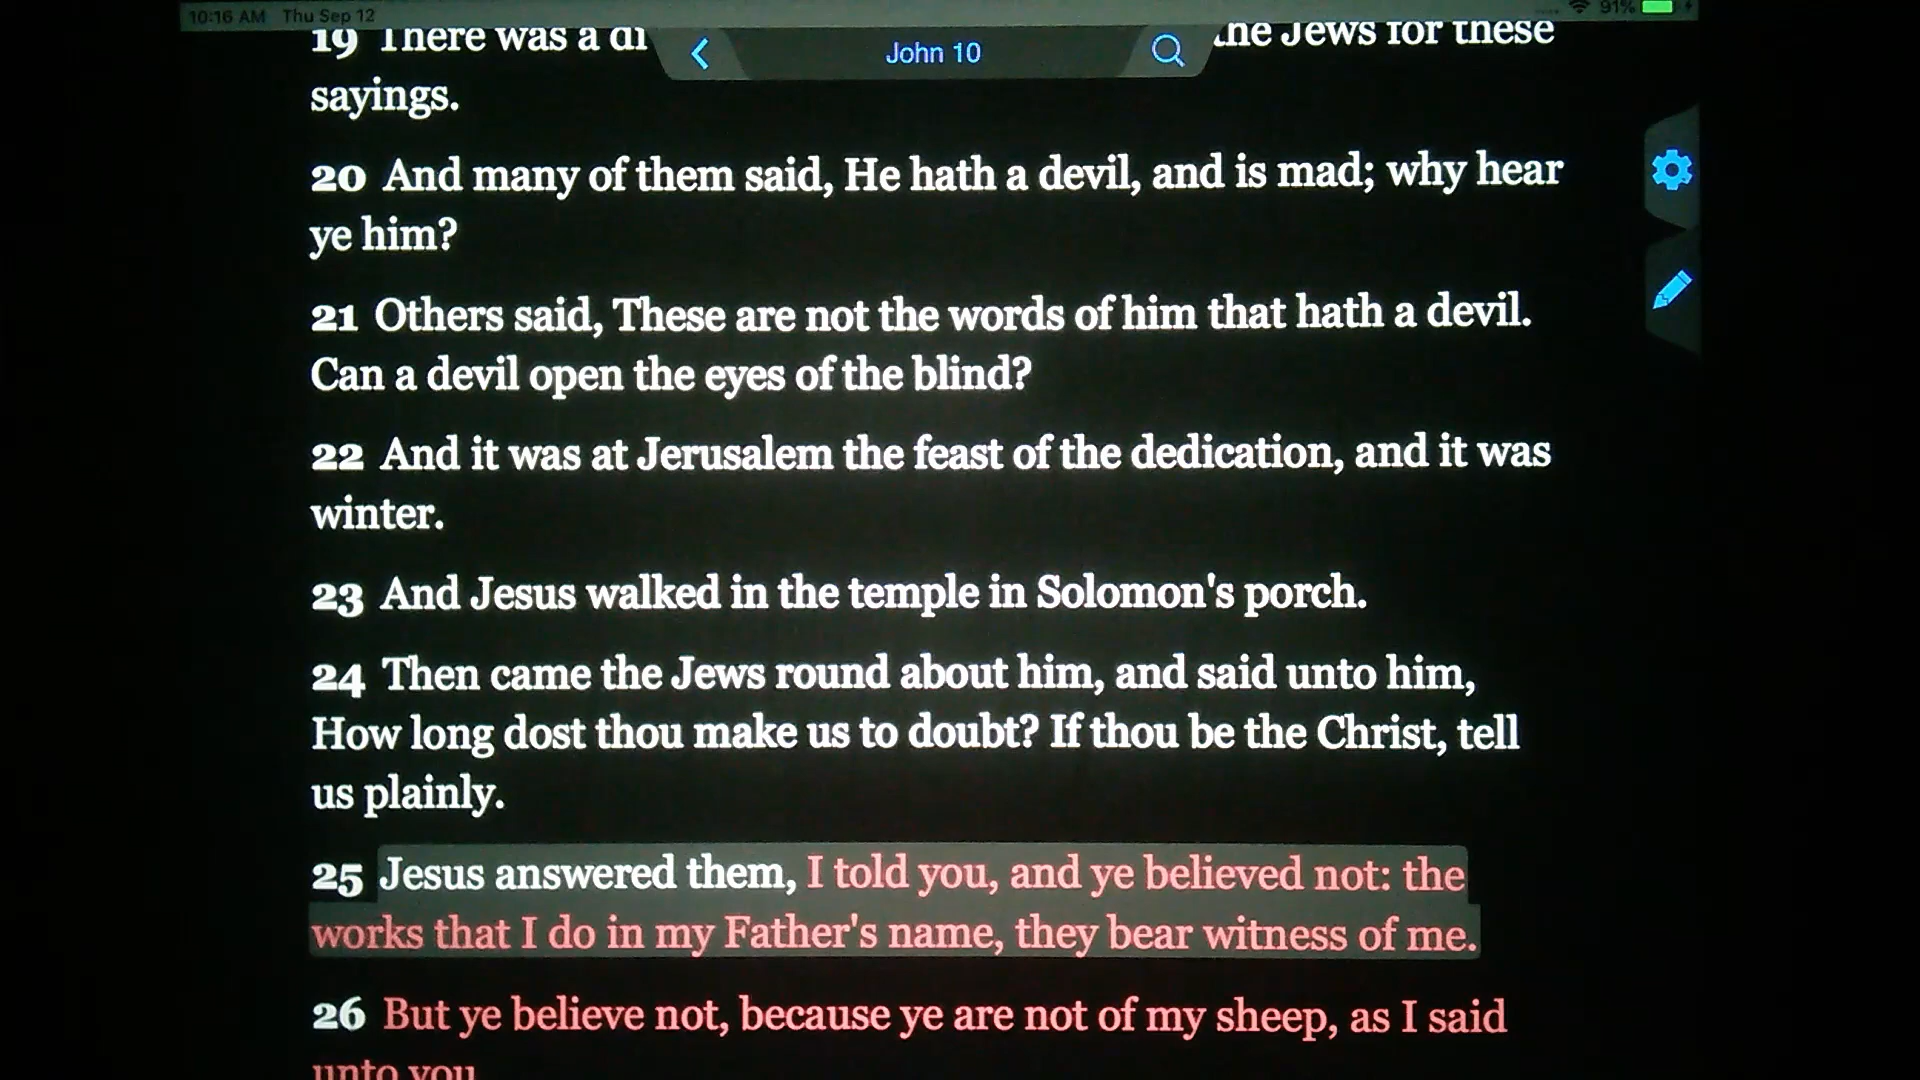 10:16 AM Thu Sep 12
91%
John 10
19 There was a di
the Jews for these
sayings.
20 And many of them said, He hath a devil, and is mad; why hear
ye him?
21 Others said, These are not the words of him that hath a devil.
Can a devil open the eyes of the blind?
22 And it was at Jerusalem the feast of the dedication, and it was
winter.
23 And Jesus walked in the temple in Solomon's porch.
24 Then came the Jews round about him, and said unto him,
How long dost thou make us to doubt? If thou be the Christ, tell
us plainly.
25 Jesus answered them, I told you, and ye believed not: the
works that I do in my Father's name, they bear witness of me.
26 But ye believe not, because ye are not of my sheep, as I said
unto you